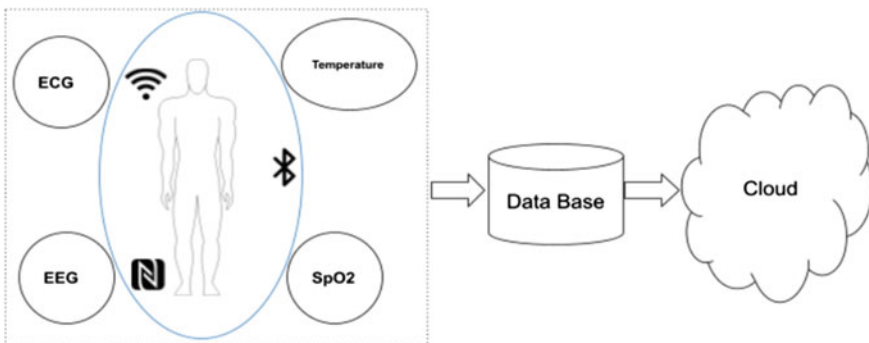 ECG
Temperature
Data Base
Cloud
EEG
SpO2